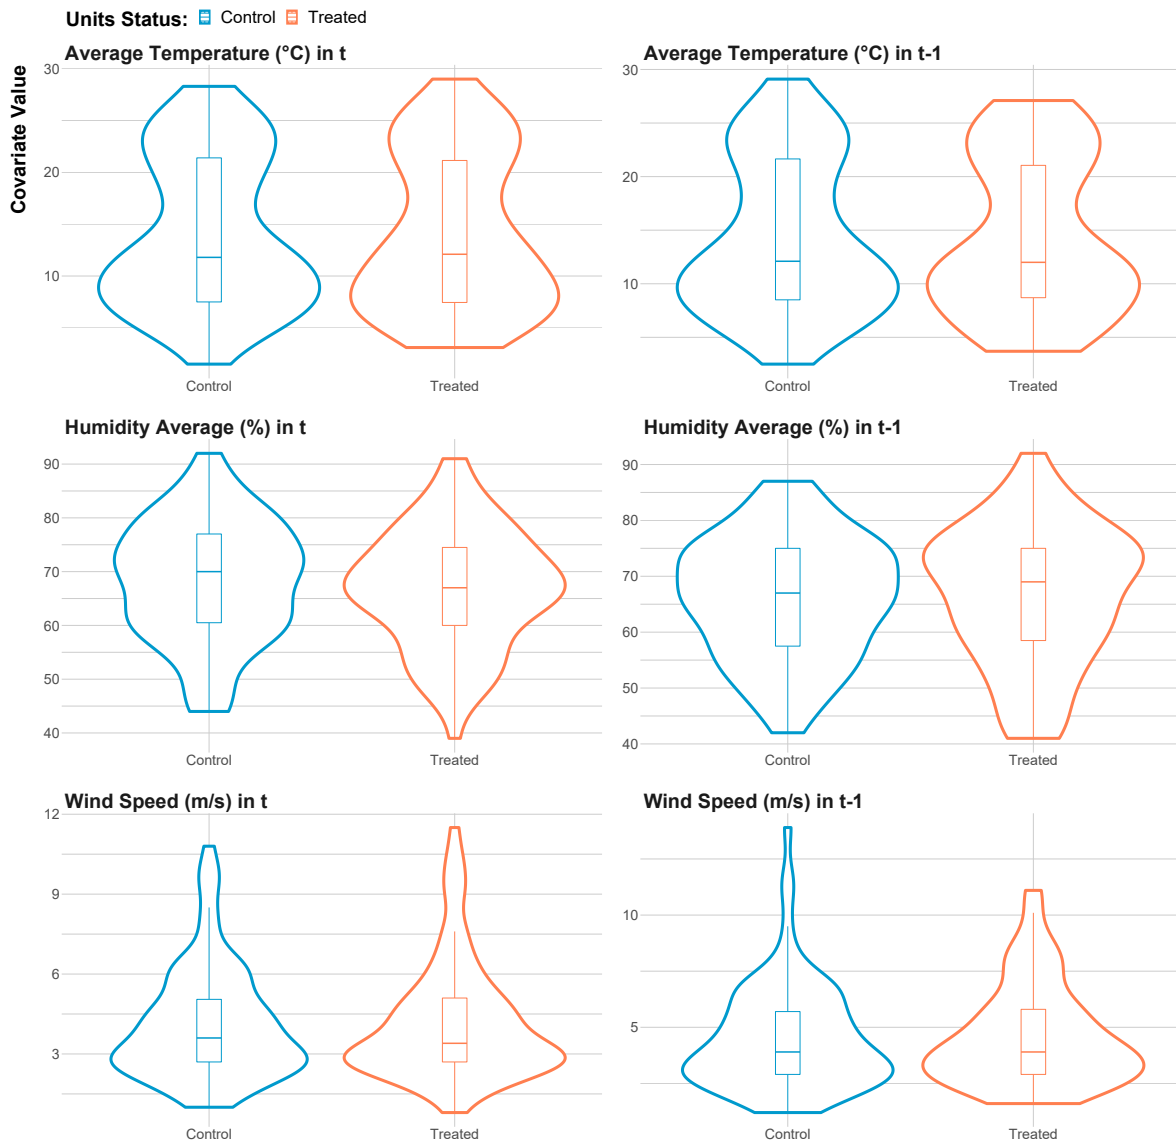 Units Status: Control Treated
Covariate Value
Average Temperature (°C) in t
30
20
10
Control Treated
Average Temperature (°C) in t-1
30
20
10
Control Treated
Humidity Average (%) in t
90
80
70
60
50
40
Control Treated
Humidity Average (%) in t-1
90
80
70
60
50
40
Control Treated
Wind Speed (m/s) in t
12
9
6
3
Control Treated
Wind Speed (m/s) in t-1
10
5
Control Treated